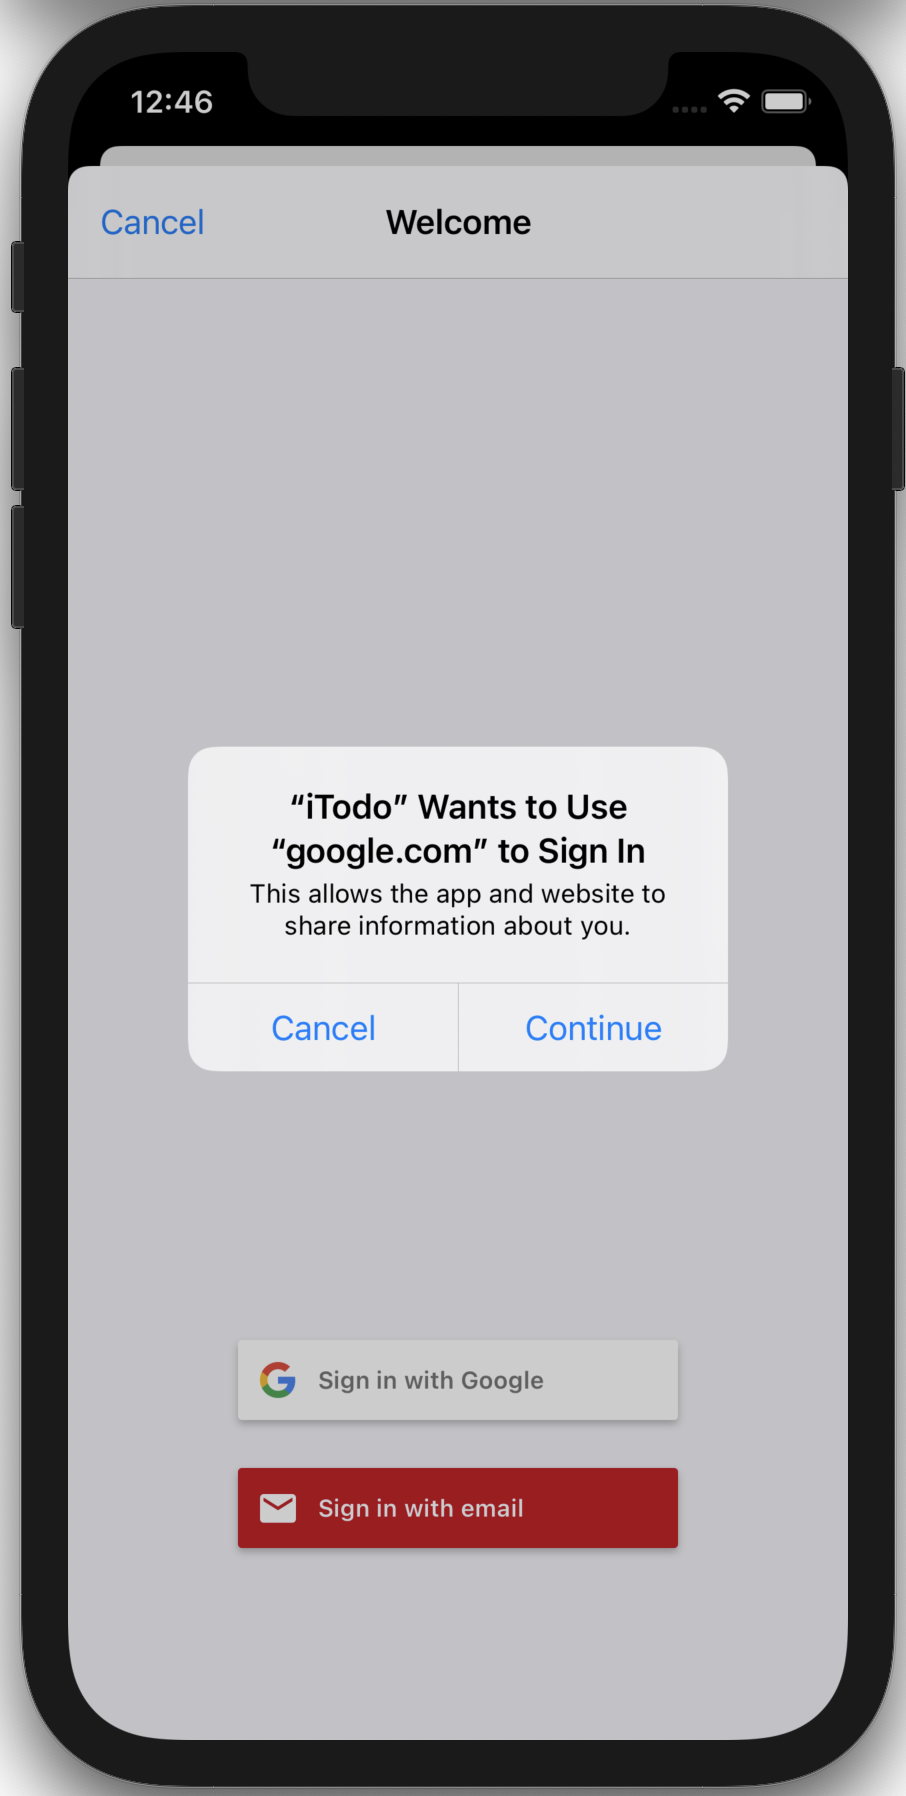 12:46
Cancel Welcome
“iTodo” Wants to Use
“google.com” to Sign In
This allows the app and website to
share information about you.
Cancel Continue
Sign in with Google
Sign in with email